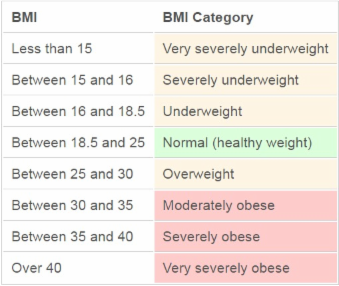 BMI BMI Category
Less than 15 Very severely underweight
Between 15 and 16 Severely underweight
Between 16 and 18.5 Underweight
Between 18.5 and 25 Normal (healthy weight)
Between 25 and 30 Overweight
Between 30 and 35 Moderately obese
Between 35 and 40 Severely obese
Over 40 Very severely obese